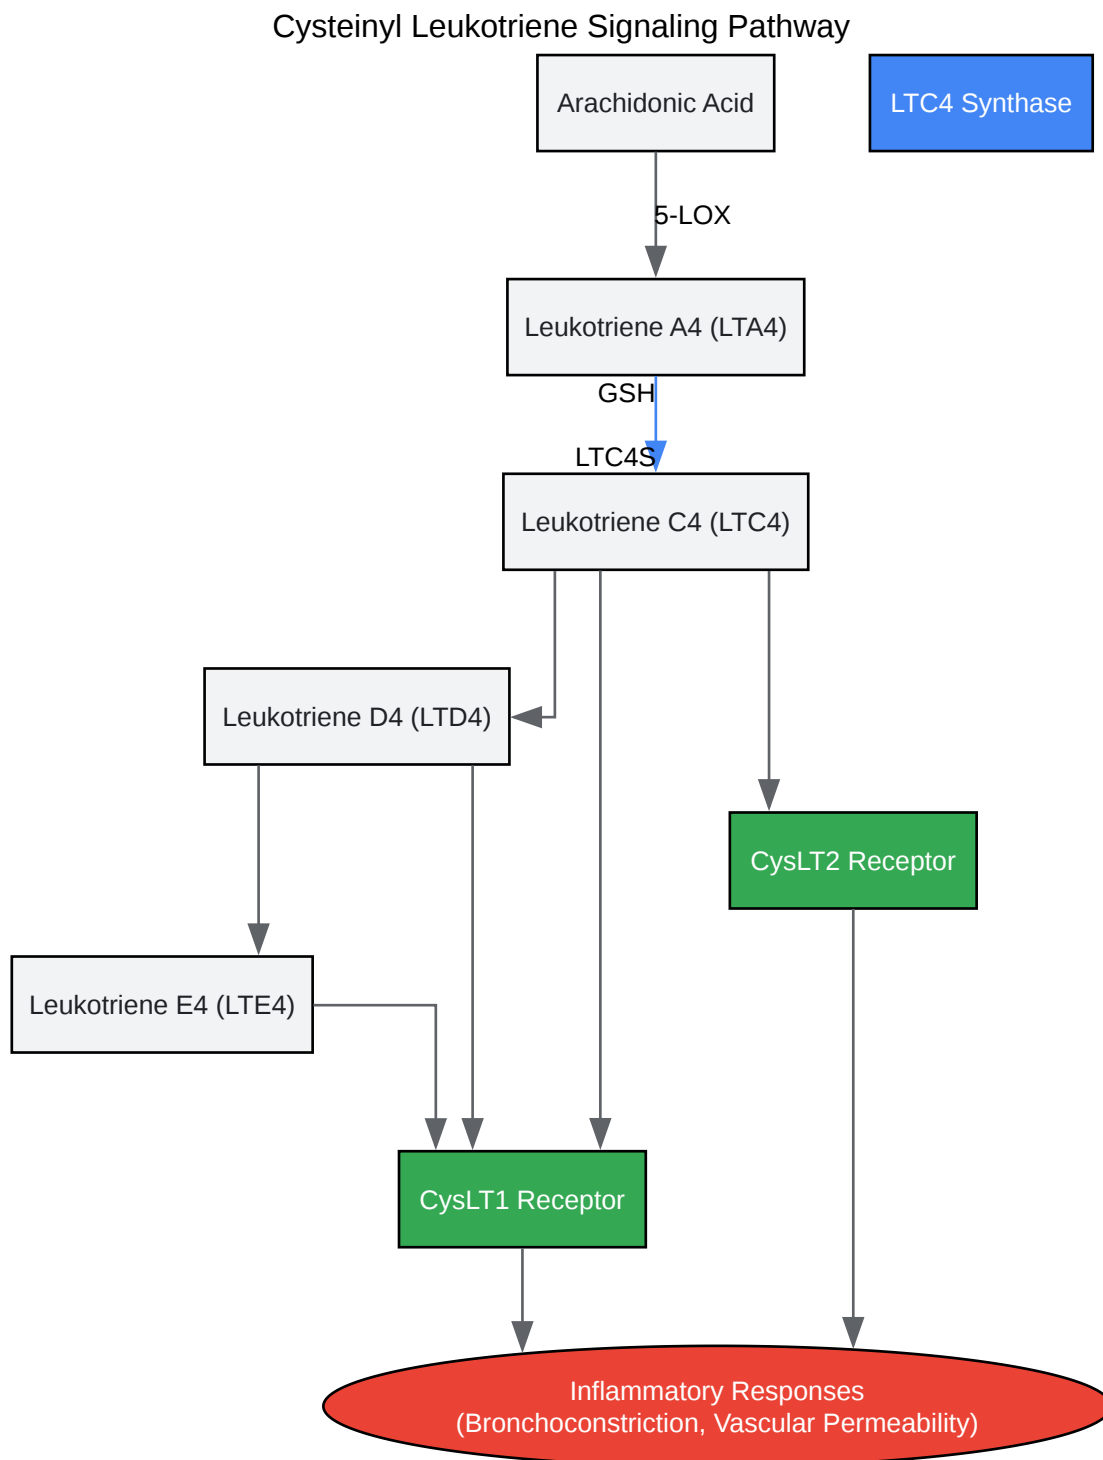 Cysteinyl Leukotriene Signaling Pathway
Arachidonic Acid
LTC4 Synthase
5-LOX
Leukotriene A4 (LTA4)
GSH
LTC4S
Leukotriene C4 (LTC4)
Leukotriene D4 (LTD4)
CysLT2 Receptor
Leukotriene E4 (LTE4)
CysLT1 Receptor
Inflammatory Responses
(Bronchoconstriction, Vascular Permeability)